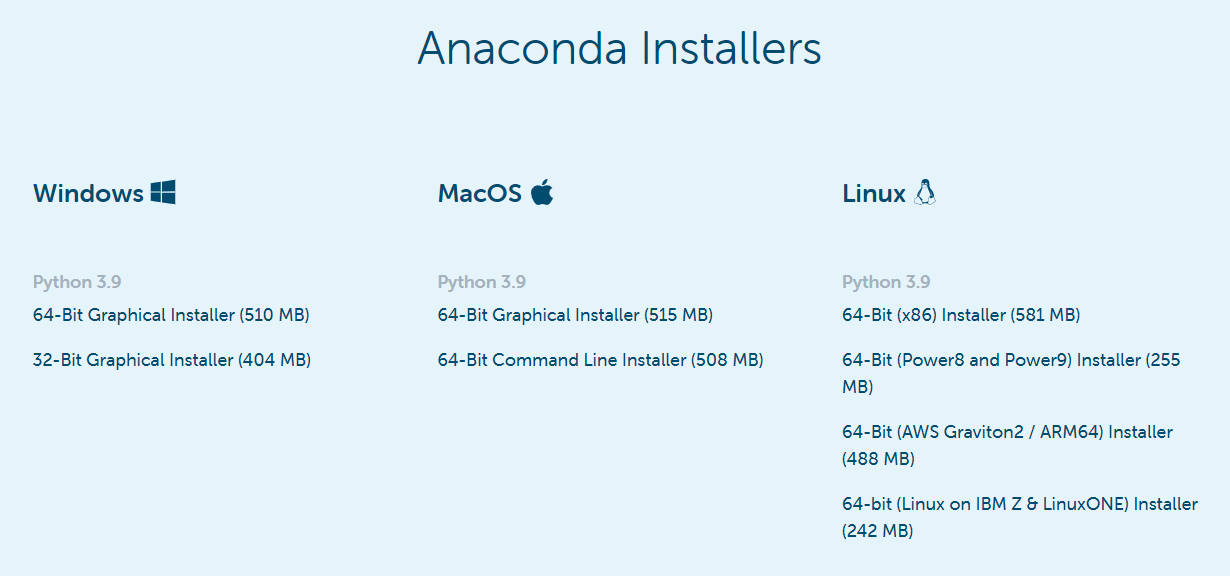 Anaconda Installers
Windows
Python 3.9
64-Bit Graphical Installer (510 MB)
32-Bit Graphical Installer (404 MB)
MacOS
Python 3.9
64-Bit Graphical Installer (515 MB)
64-Bit Command Line Installer (508 MB)
Linux
Python 3.9
64-Bit (x86) Installer (581 MB)
64-Bit (Power8 and Power9) Installer (255
MB)
64-Bit (AWS Graviton2 / ARM64) Installer
(488 MB)
64-bit (Linux on IBM Z & LinuxONE) Installer
(242 MB)